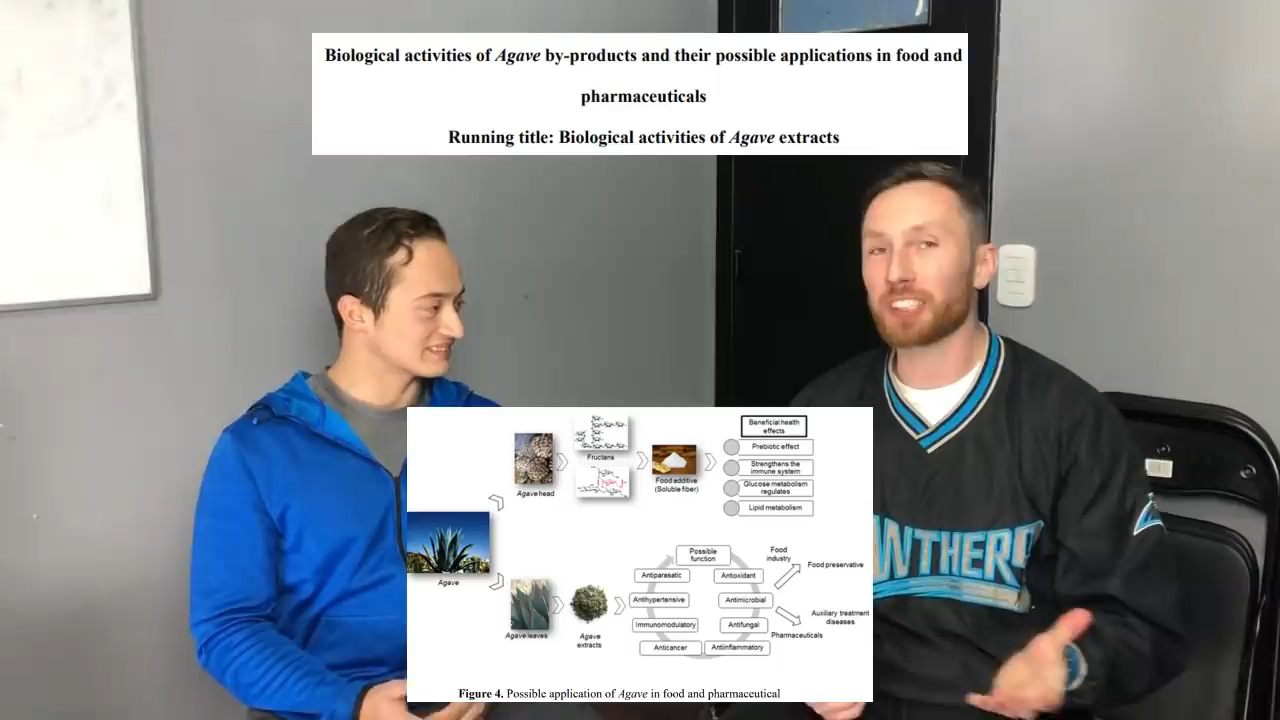 Biological activities of Agave by-products and their possible applications in food and
pharmaceuticals
Running title: Biological activities of Agave extracts
Agave
Agave head
Fructans
Food additive
(Soluble fiber)
Beneficial health
effects
Prebiotic effect
Strengthens the
immune system
Glucose metabolism
regulates
Lipid metabolism
Agave leaves
Agave
extracts
Possible
function
Antiparasatic
Antioxidant
Antihypertensive
Antimicrobial
Immunomodulatory
Antifungal
Anticancer
Antiinflammatory
Food
industry
Food preservative
Auxiliary treatment
diseases
Pharmaceuticals
Figure 4. Possible application of Agave in food and pharmaceutical
NTHER